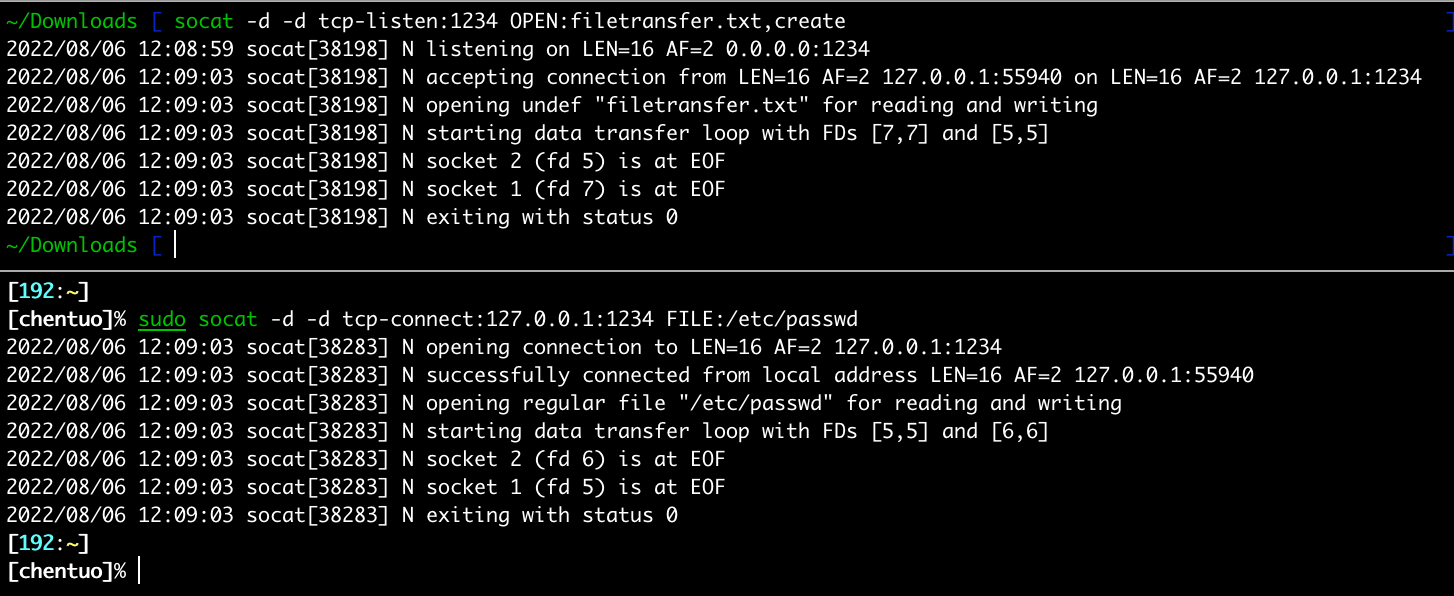 ~/Downloads [ socat -d -d tcp-listen:1234 OPEN:filetransfer.txt,create ]
2022/08/06 12:08:59 socat[38198] N listening on LEN=16 AF=2 0.0.0.0:1234
2022/08/06 12:09:03 socat[38198] N accepting connection from LEN=16 AF=2 127.0.0.1:55940 on LEN=16 AF=2 127.0.0.1:1234
2022/08/06 12:09:03 socat[38198] N opening undef "filetransfer.txt" for reading and writing
2022/08/06 12:09:03 socat[38198] N starting data transfer loop with FDs [7,7] and [5,5]
2022/08/06 12:09:03 socat[38198] N socket 2 (fd 5) is at EOF
2022/08/06 12:09:03 socat[38198] N socket 1 (fd 7) is at EOF
2022/08/06 12:09:03 socat[38198] N exiting with status 0
~/Downloads [ ]
[192:~]
[chentuo]% sudo socat -d -d tcp-connect:127.0.0.1:1234 FILE:/etc/passwd
2022/08/06 12:09:03 socat[38283] N opening connection to LEN=16 AF=2 127.0.0.1:1234
2022/08/06 12:09:03 socat[38283] N successfully connected from local address LEN=16 AF=2 127.0.0.1:55940
2022/08/06 12:09:03 socat[38283] N opening regular file "/etc/passwd" for reading and writing
2022/08/06 12:09:03 socat[38283] N starting data transfer loop with FDs [5,5] and [6,6]
2022/08/06 12:09:03 socat[38283] N socket 2 (fd 6) is at EOF
2022/08/06 12:09:03 socat[38283] N socket 1 (fd 5) is at EOF
2022/08/06 12:09:03 socat[38283] N exiting with status 0
[192:~]
[chentuo]%